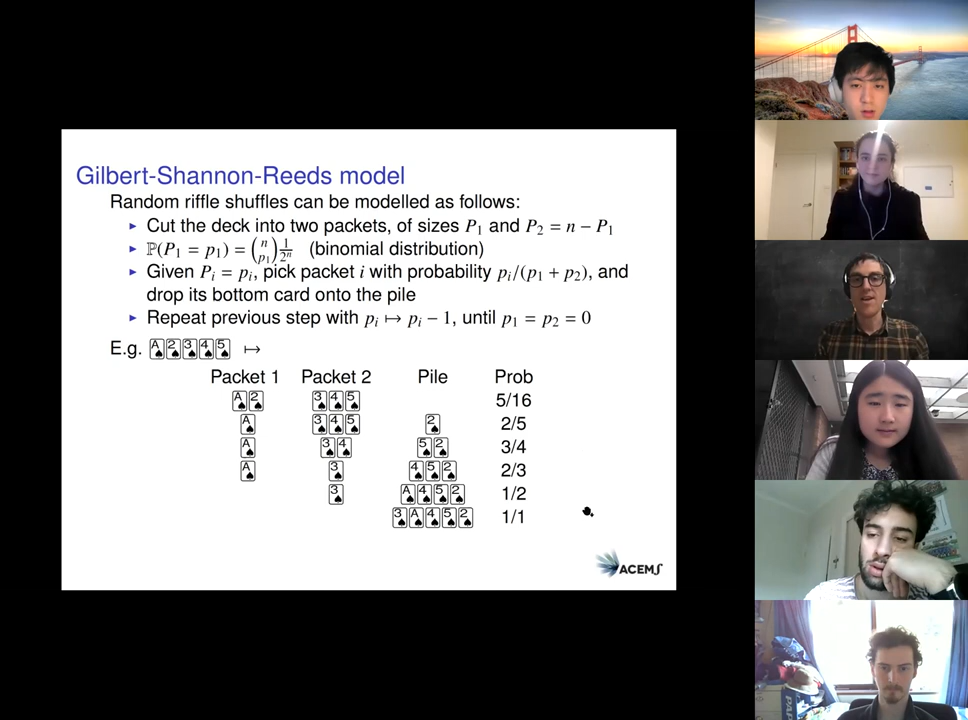 Gilbert-Shannon-Reeds model
Random riffle shuffles can be modelled as follows:
▸ Cut the deck into two packets, of sizes P₁ and P₂ = n − P₁
▸ ℙ(P₁ = p₁) = (n p₁) 1/2ⁿ (binomial distribution)
▸ Given Pᵢ = pᵢ, pick packet i with probability pᵢ/(p₁ + p₂), and
drop its bottom card onto the pile
▸ Repeat previous step with pᵢ ↦ pᵢ − 1, until p₁ = p₂ = 0
E.g. A♠ 2♠ 3♠ 4♠ 5♠ ↦
Packet 1 Packet 2 Pile Prob
A♠ 2♠ 3♠ 4♠ 5♠ 5/16
A♠ 3♠ 4♠ 5♠ 2♠ 2/5
A♠ 3♠ 4♠ 5♠ 2♠ 3/4
A♠ 3♠ 4♠ 5♠ 2♠ 2/3
3♠ A♠ 4♠ 5♠ 2♠ 1/2
3♠ A♠ 4♠ 5♠ 2♠ 1/1
ACEMS